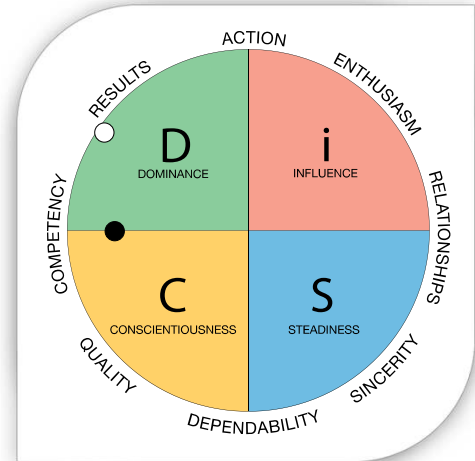 ACTION
RESULTS
ENTHUSIASM
D
DOMINANCE
i
INFLUENCE
COMPETENCY
RELATIONSHIPS
C
CONSCIENTIOUSNESS
S
STEADINESS
QUALITY
SINCERITY
DEPENDABILITY